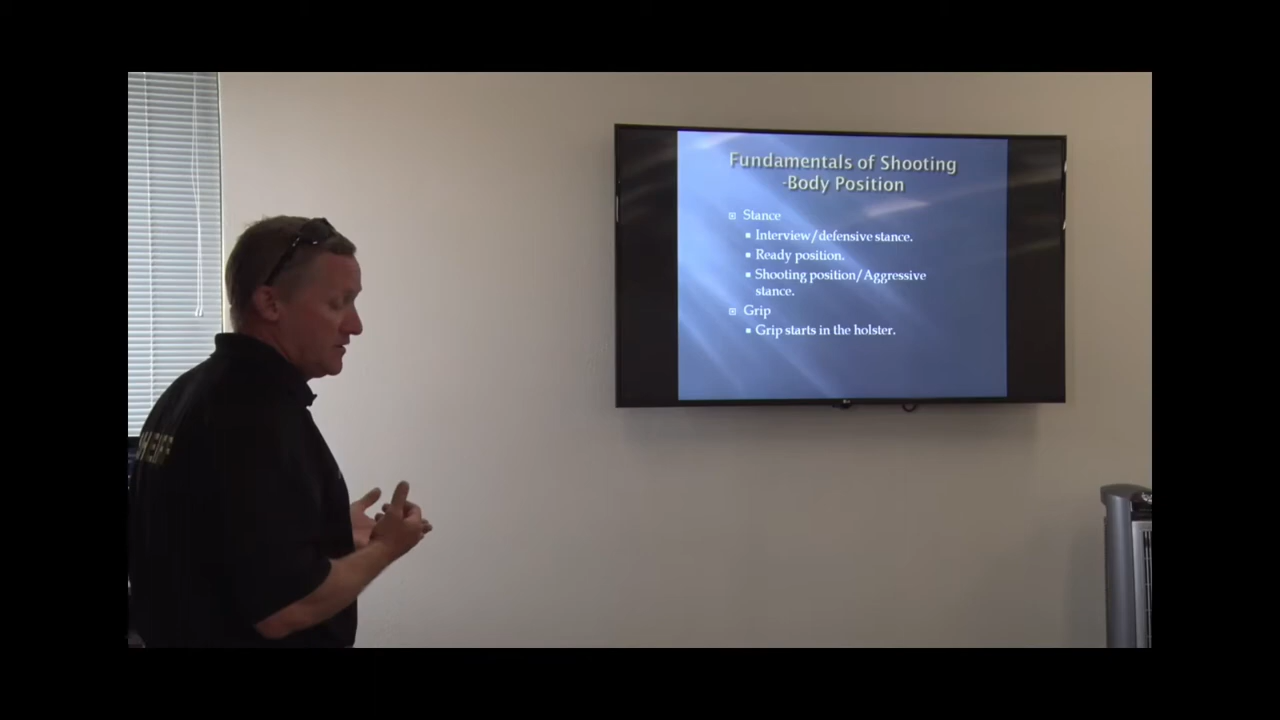 Fundamentals of Shooting
-Body Position
Stance
Interview/defensive stance.
Ready position.
Shooting position/Aggressive
stance.
Grip
Grip starts in the holster.